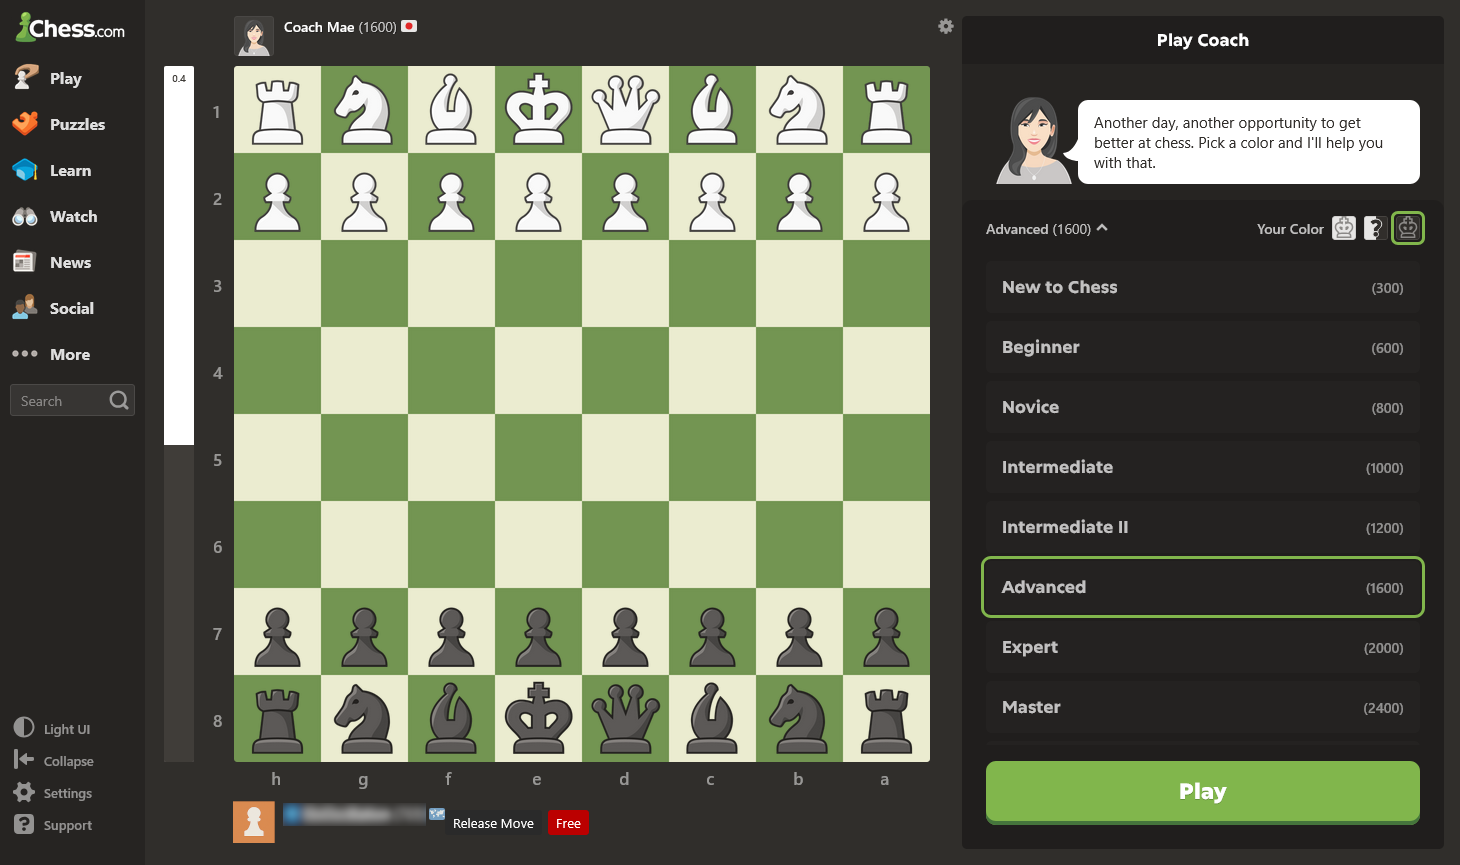 Chess.com
Play
Puzzles
Learn
Watch
News
Social
More
Search
Light UI
Collapse
Settings
Support
Coach Mae (1600)
0.4
1
2
3
4
5
6
7
8
h g f e d c b a
Release Move Free
Play Coach
Another day, another opportunity to get
better at chess. Pick a color and I'll help you
with that.
Advanced (1600) Your Color ?
New to Chess (300)
Beginner (600)
Novice (800)
Intermediate (1000)
Intermediate II (1200)
Advanced (1600)
Expert (2000)
Master (2400)
Play